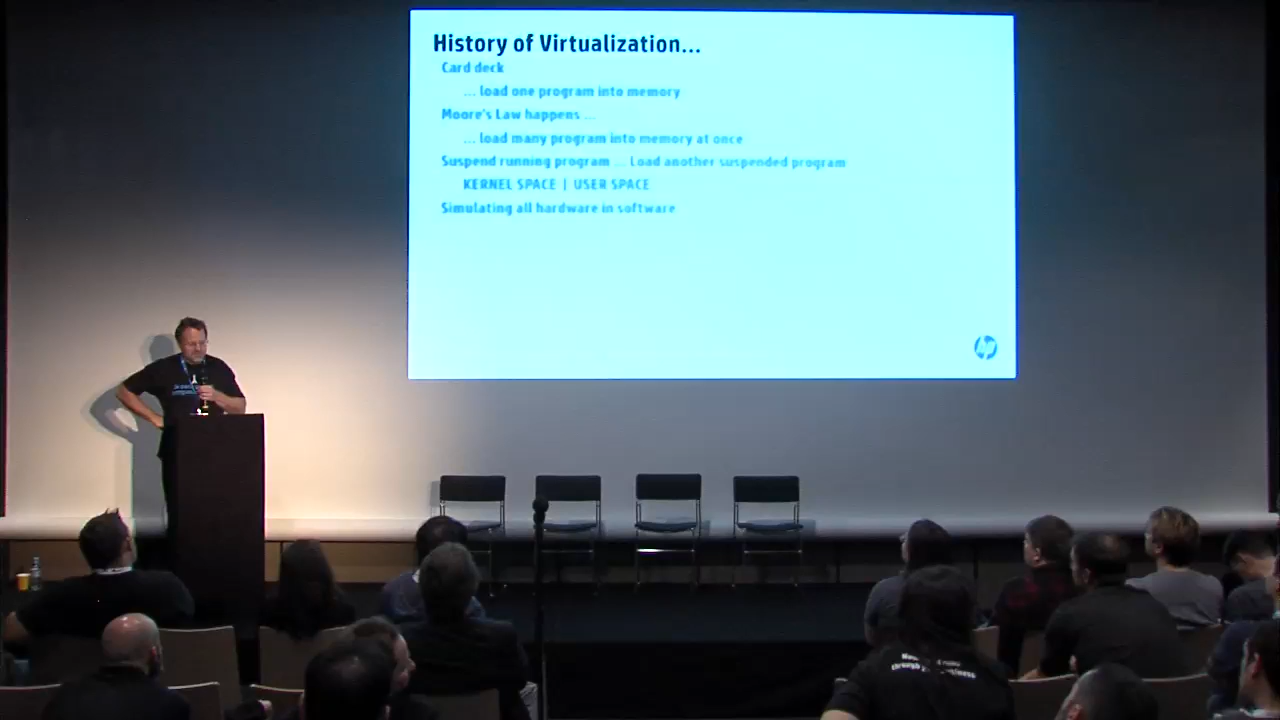 History of Virtualization...
Card deck
... load one program into memory
Moore's Law happens ...
... load many program into memory at once
Suspend running program ... Load another suspended program
KERNEL SPACE | USER SPACE
Simulating all hardware in software
hp